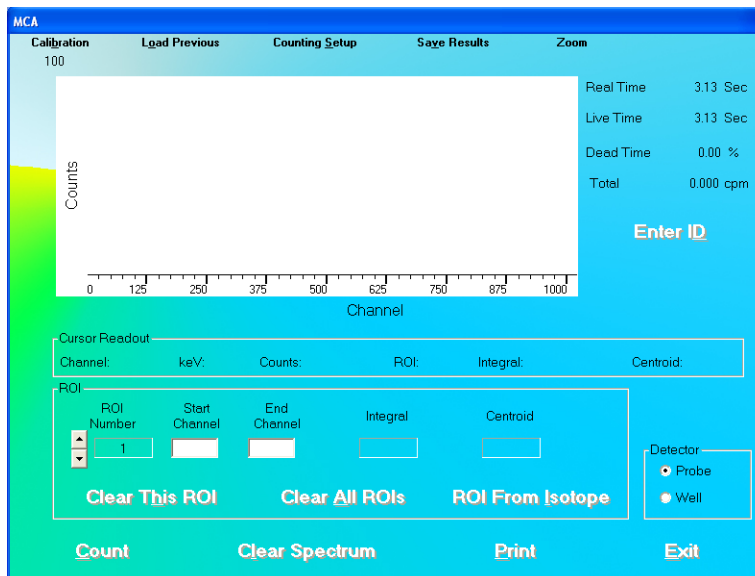 MCA
Calibration Load Previous Counting Setup Save Results Zoom
100
Counts
0 125 250 375 500 625 750 875 1000
Channel
Real Time 3.13 Sec
Live Time 3.13 Sec
Dead Time 0.00 %
Total 0.000 cpm
Enter ID
Cursor Readout
Channel: keV: Counts: ROI: Integral: Centroid:
ROI
ROI Number Start Channel End Channel Integral Centroid
1
Clear This ROI Clear All ROIs ROI From Isotope
Detector
Probe
Well
Count Clear Spectrum Print Exit